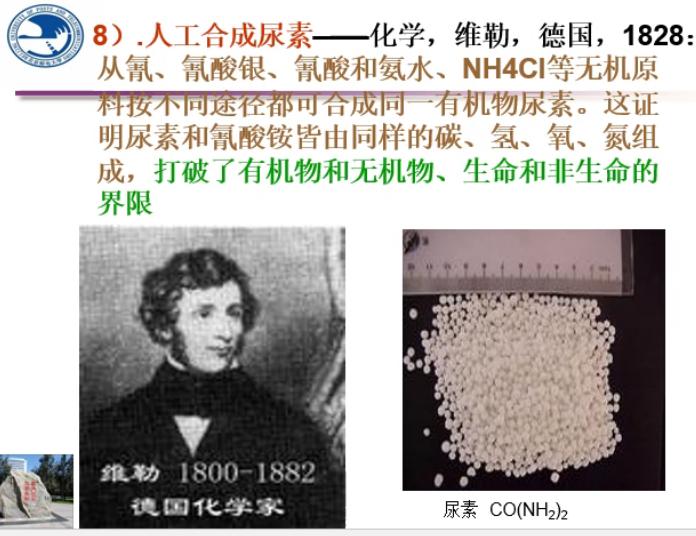 8）.人工合成尿素——化学，维勒，德国，1828：
从氰、氰酸银、氰酸和氨水、NH4Cl等无机原
料按不同途径都可合成同一有机物尿素。这证
明尿素和氰酸铵皆由同样的碳、氢、氧、氮组
成，打破了有机物和无机物、生命和非生命的
界限
维勒 1800-1882
德国化学家
尿素 CO(NH₂)₂